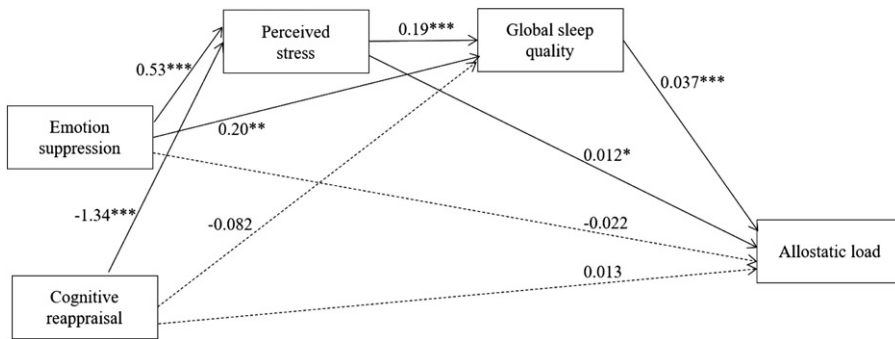 Perceived
stress
0.19***
Global sleep
quality
0.53***
0.037***
Emotion
suppression
0.20**
0.012*
-1.34***
-0.082
-0.022
Allostatic load
0.013
Cognitive
reappraisal